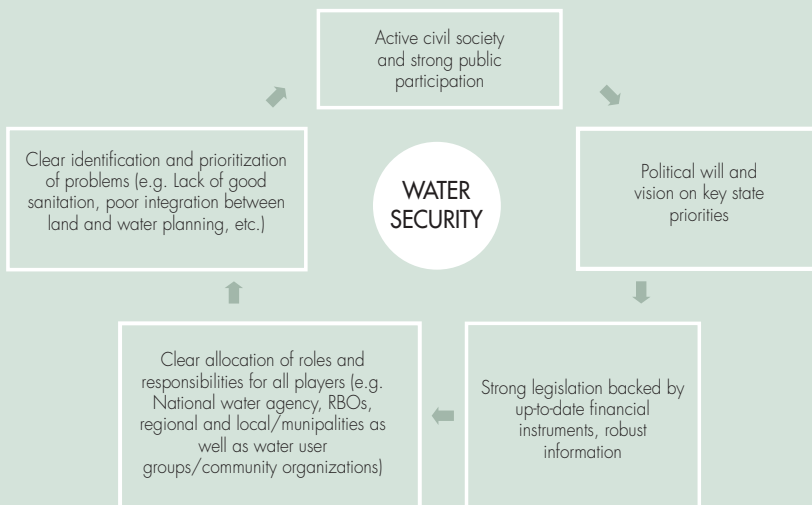 Active civil society
and strong public
participation
Clear identification and prioritization
of problems (e.g. Lack of good
sanitation, poor integration between
land and water planning, etc.)
WATER
SECURITY
Political will and
vision on key state
priorities
Clear allocation of roles and
responsibilities for all players (e.g.
National water agency, RBOs,
regional and local/munipalities as
well as water user
groups/community organizations)
Strong legislation backed by
up-to-date financial
instruments, robust
information